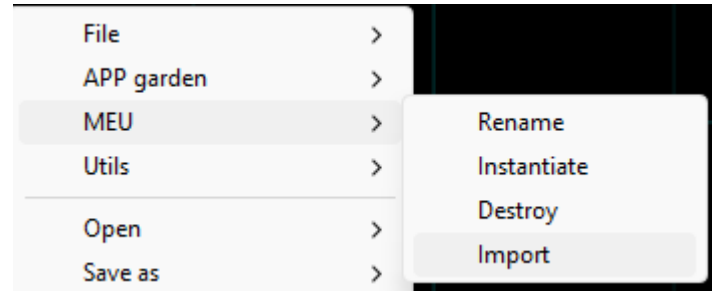 File
APP garden
MEU
Utils
Open
Save as
Rename
Instantiate
Destroy
Import